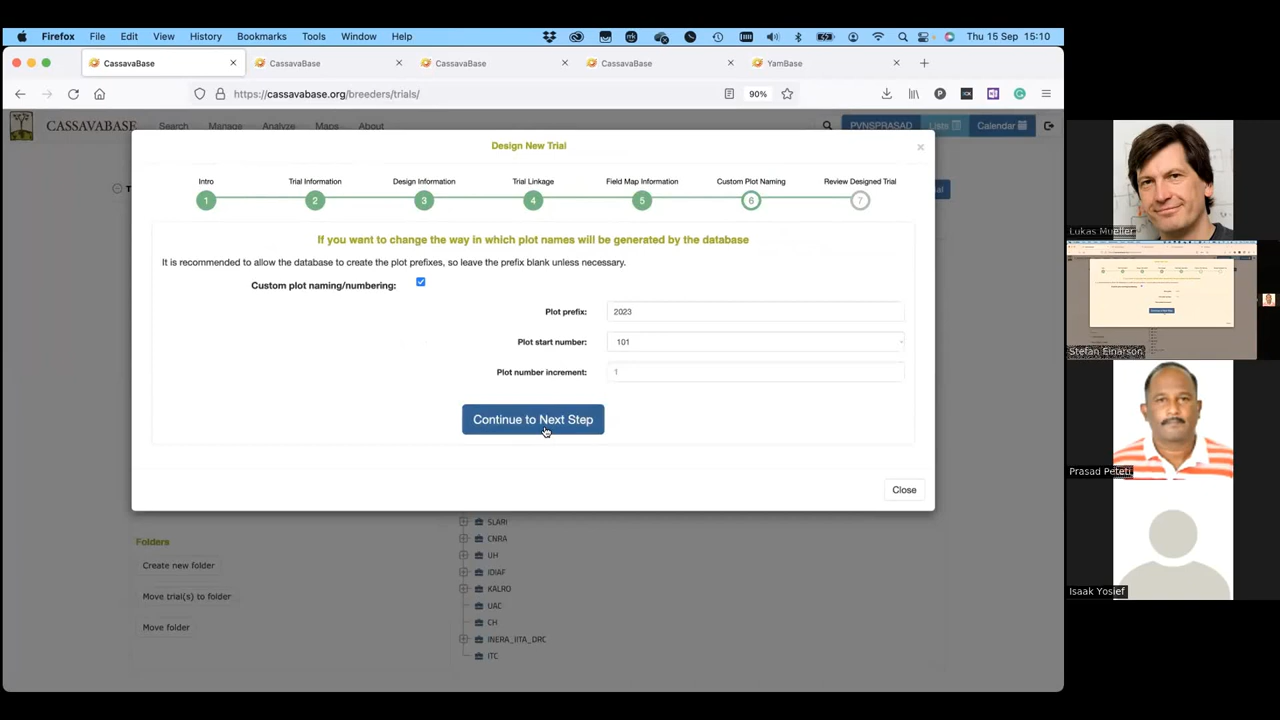 Firefox File Edit View History Bookmarks Tools Window Help Thu 15 Sep 15:10
CassavaBase CassavaBase CassavaBase CassavaBase YamBase
https://cassavabase.org/breeders/trials/ 90%
CASSAVABASE Search Manage Analyze Maps About PVNSPRASAD Lists Calendar
Design New Trial
Intro Trial Information Design Information Trial Linkage Field Map Information Custom Plot Naming Review Designed Trial
1 2 3 4 5 6 7
If you want to change the way in which plot names will be generated by the database
It is recommended to allow the database to create the plot prefixes, so leave the prefix blank unless necessary.
Custom plot naming/numbering:
Plot prefix: 2023
Plot start number: 101
Plot number increment: 1
Continue to Next Step
Close
Folders
Create new folder
Move trial(s) to folder
Move folder
SLARI
CNRA
UH
IDIAF
KALRO
UAC
CH
INERA_IITA_DRC
ITC
Lukas Mueller
Stefan Einarson
Prasad Peteti
Isaak Yosief